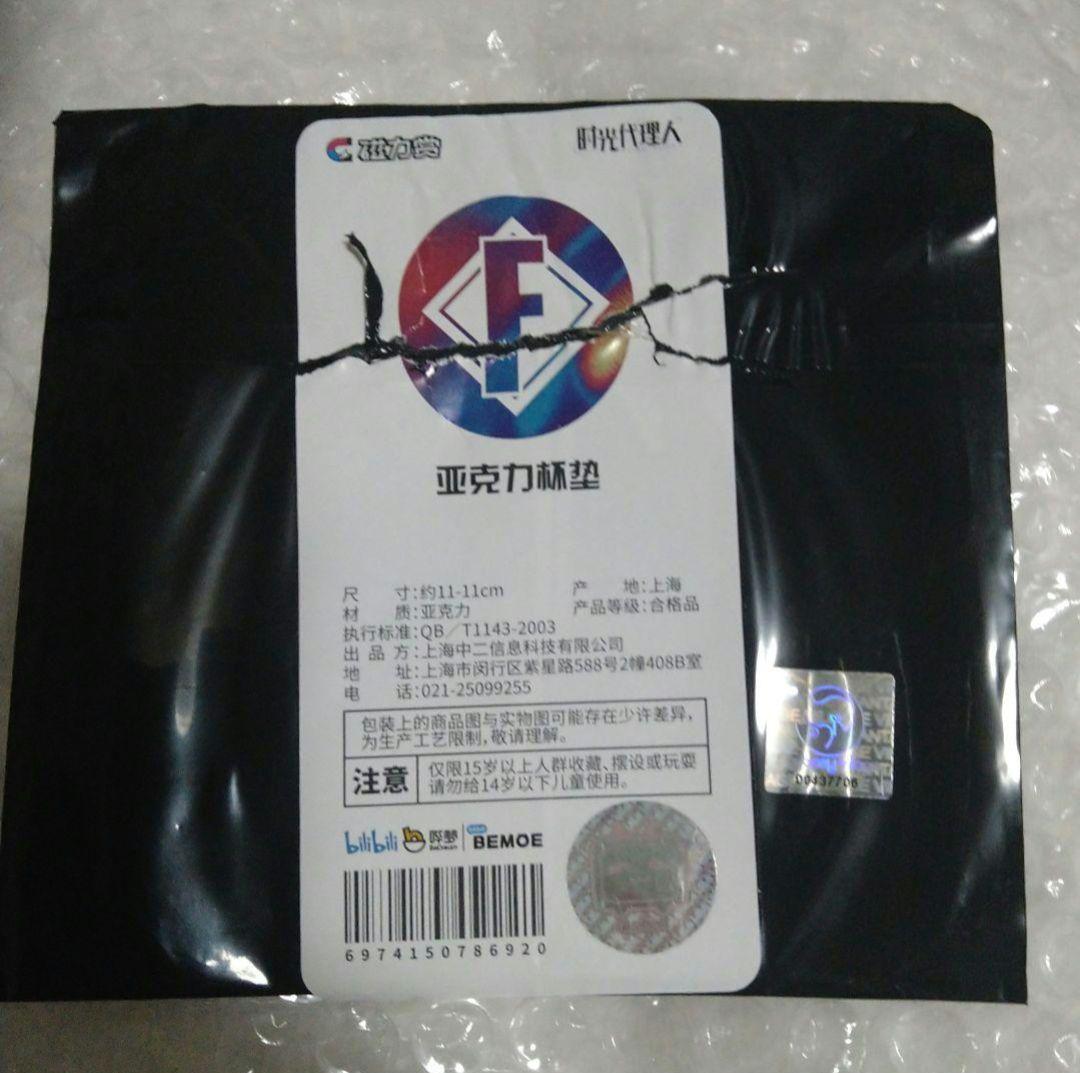 磁力赏
时光代理人
F
亚克力杯垫
尺 寸:约11-11cm 产 地:上海
材 质:亚克力 产品等级:合格品
执行标准:QB/T1143-2003
出 品 方:上海中二信息科技有限公司
地 址:上海市闵行区紫星路588号2幢408B室
电 话:021-25099255
包装上的商品图与实物图可能存在少许差异,
为生产工艺限制,敬请理解。
注意
仅限15岁以上人群收藏、摆设或玩耍
请勿给14岁以下儿童使用。
bilibili 哔梦 BEMOE
6974150786920
00437706